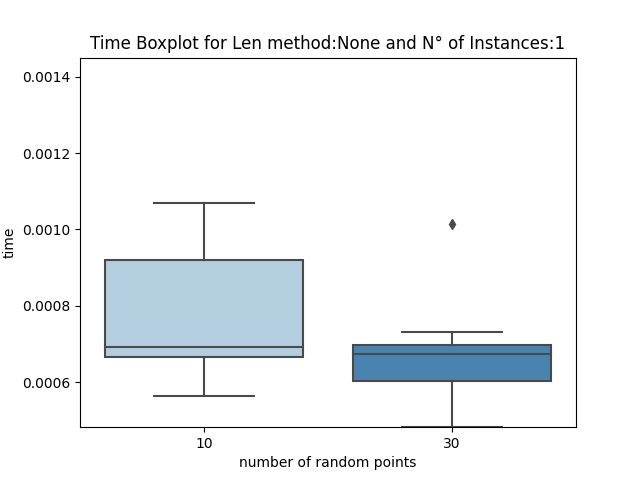 Time Boxplot for Len method:None and N° of Instances:1
0.0014
0.0012
0.0010
0.0008
0.0006
time
10 30
number of random points